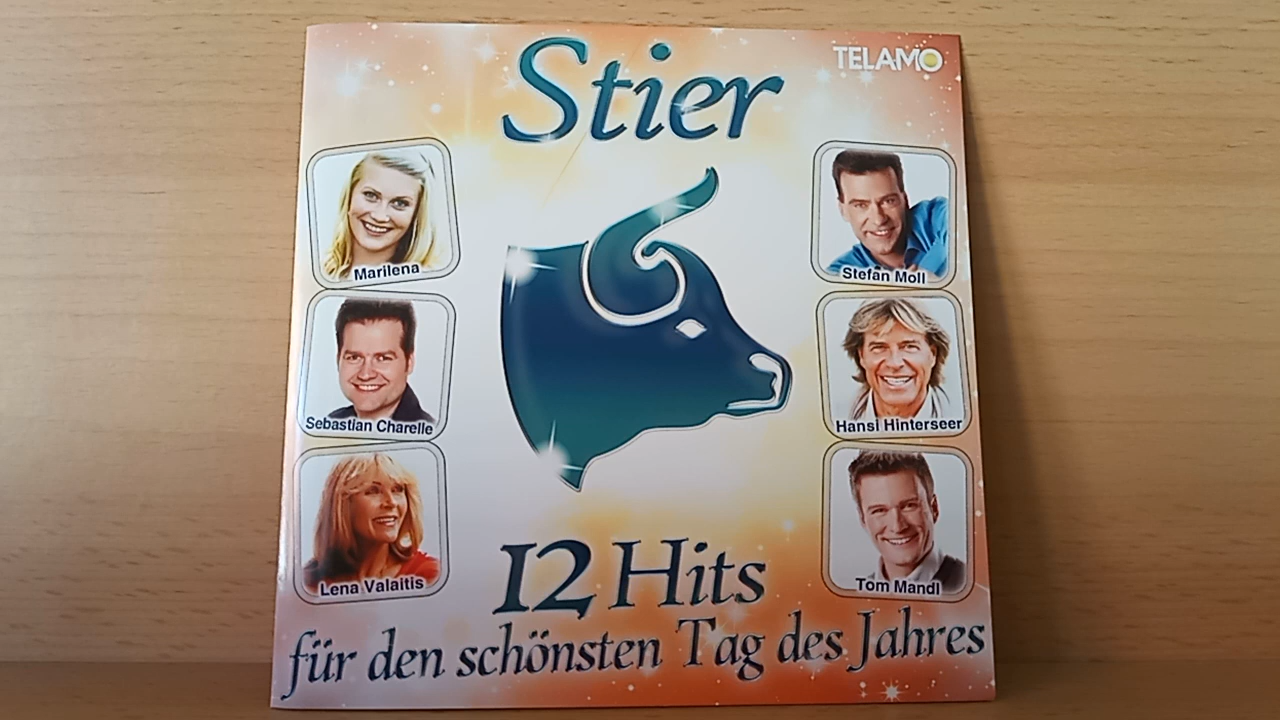 Stier
TELAMO
Marilena
Stefan Moll
Sebastian Charelle
Hansi Hinterseer
Lena Valaitis
Tom Mandl
12 Hits
für den schönsten Tag des Jahres